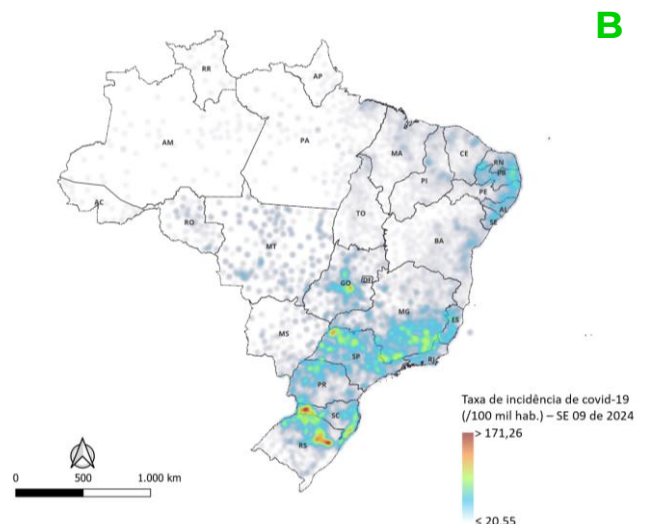 B
RR
AP
AM
PA
MA
CE
RN
PB
PI
PE
AC
AL
SE
TO
RO
BA
MT
GO
DF
MG
ES
MS
SP
RJ
PR
SC
RS
Taxa de incidência de covid-19
(/100 mil hab.) – SE 09 de 2024
> 171,26
< 20,55
0 500 1.000 km